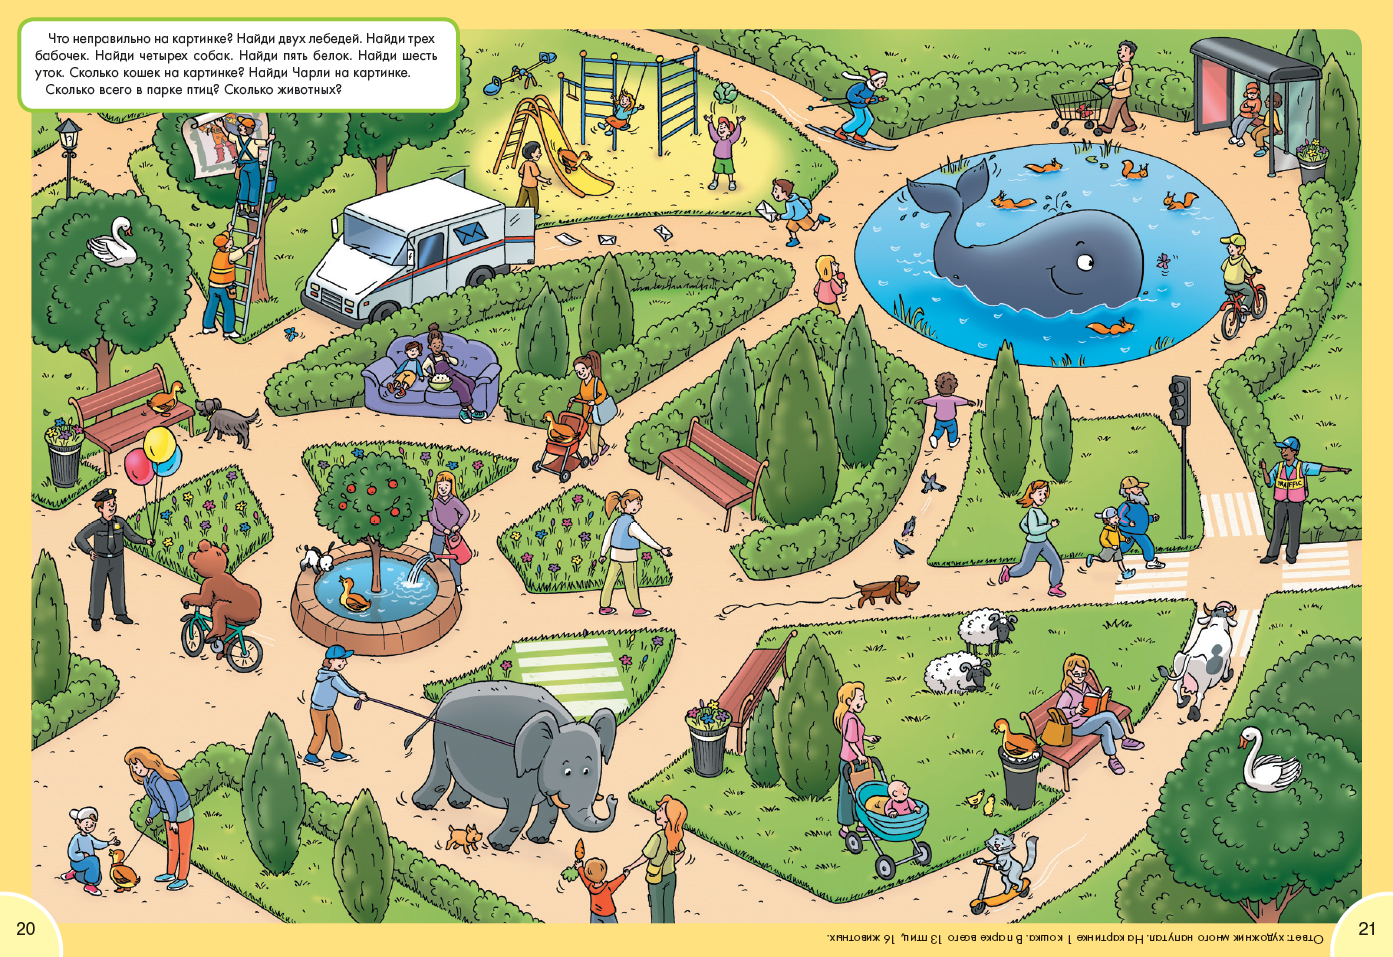 Что неправильно на картинке? Найди двух лебедей. Найди трех
бабочек. Найди четырех собак. Найди пять белок. Найди шесть
уток. Сколько кошек на картинке? Найди Чарли на картинке.
Сколько всего в парке птиц? Сколько животных?
TRAFFIC
20
Ответ: художник много напутал. На картинке 1 кошка. В парке всего 13 птиц, 16 животных.
21